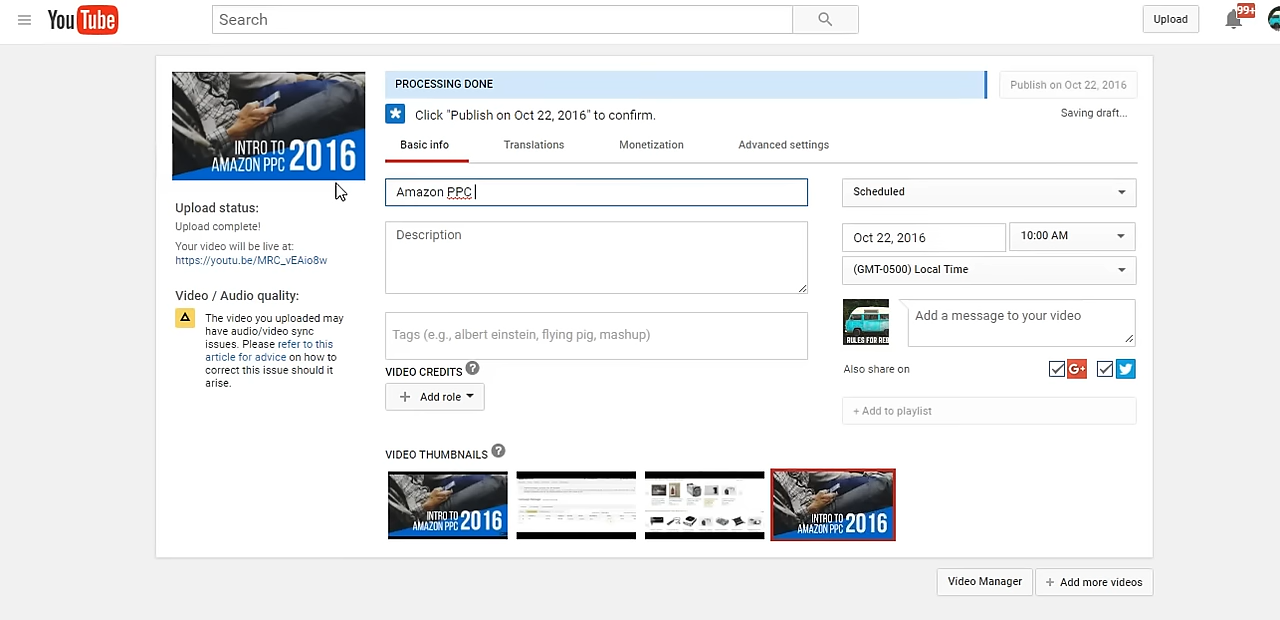 YouTube
Search
Upload
99+
INTRO TO
AMAZON PPC 2016
PROCESSING DONE
Publish on Oct 22, 2016
Click "Publish on Oct 22, 2016" to confirm.
Saving draft...
Basic info
Translations
Monetization
Advanced settings
Amazon PPC
Scheduled
Upload status:
Upload complete!
Your video will be live at:
https://youtu.be/MRC_vEAio8w
Description
Oct 22, 2016
10:00 AM
(GMT-0500) Local Time
Video / Audio quality:
The video you uploaded may
have audio/video sync
issues. Please refer to this
article for advice on how to
correct this issue should it
arise.
Tags (e.g., albert einstein, flying pig, mashup)
RULES FOR REB
Add a message to your video
VIDEO CREDITS ?
Also share on
G+
+ Add role
+ Add to playlist
VIDEO THUMBNAILS ?
INTRO TO
AMAZON PPC 2016
INTRO TO
AMAZON PPC 2016
Video Manager
+ Add more videos